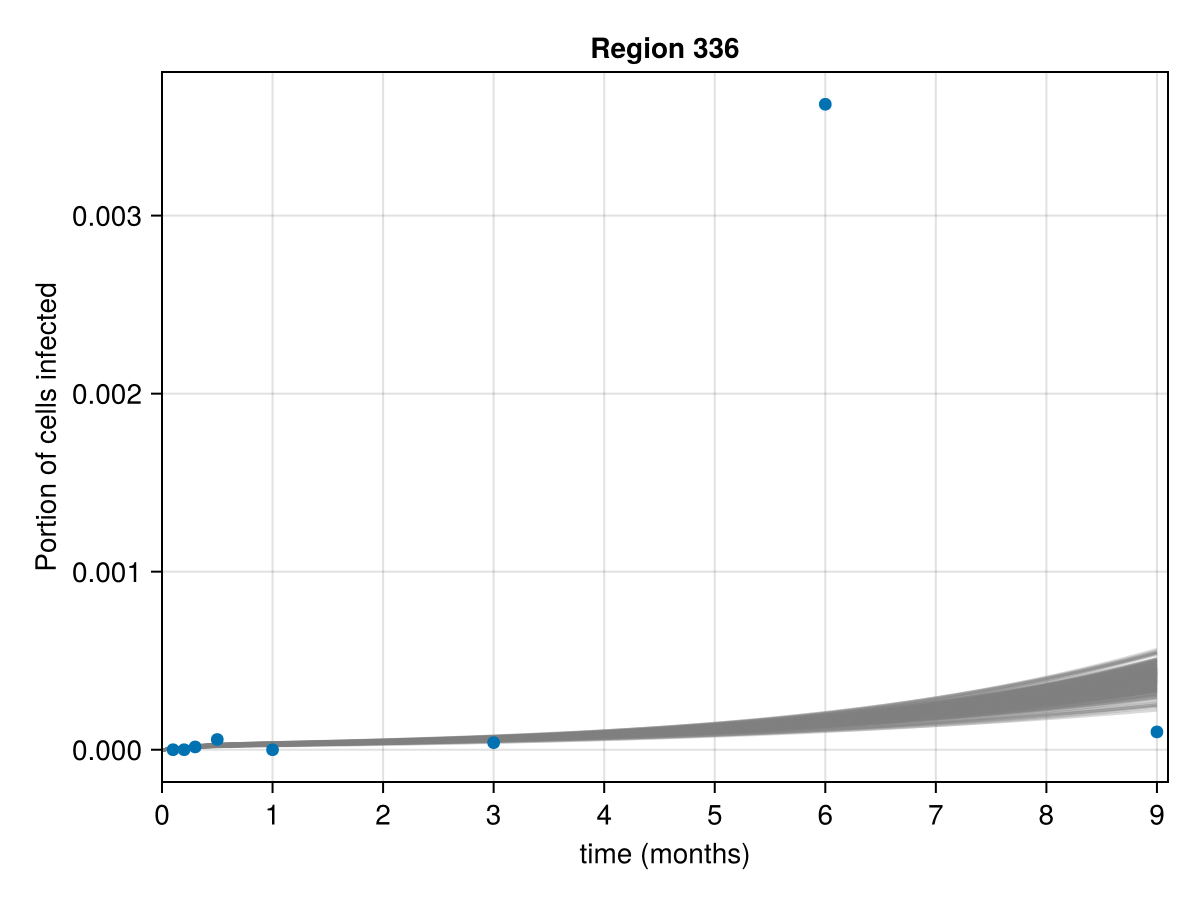 Region 336
Portion of cells infected
0.003
0.002
0.001
0.000
0 1 2 3 4 5 6 7 8 9
time (months)